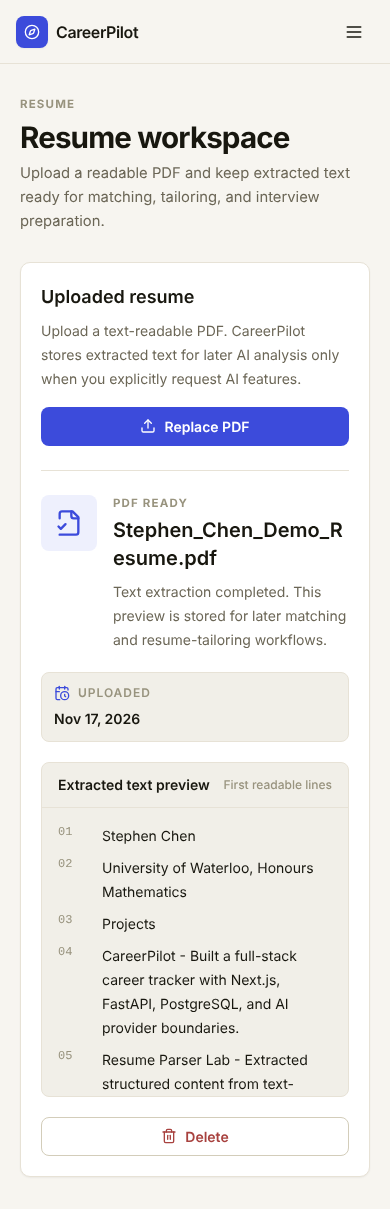 CareerPilot
RESUME
Resume workspace
Upload a readable PDF and keep extracted text
ready for matching, tailoring, and interview
preparation.
Uploaded resume
Upload a text-readable PDF. CareerPilot
stores extracted text for later AI analysis only
when you explicitly request AI features.
Replace PDF
PDF READY
Stephen_Chen_Demo_R
esume.pdf
Text extraction completed. This
preview is stored for later matching
and resume-tailoring workflows.
UPLOADED
Nov 17, 2026
Extracted text preview First readable lines
01 Stephen Chen
02 University of Waterloo, Honours
Mathematics
03 Projects
04 CareerPilot - Built a full-stack
career tracker with Next.js,
FastAPI, PostgreSQL, and AI
provider boundaries.
05 Resume Parser Lab - Extracted
structured content from text-
Delete